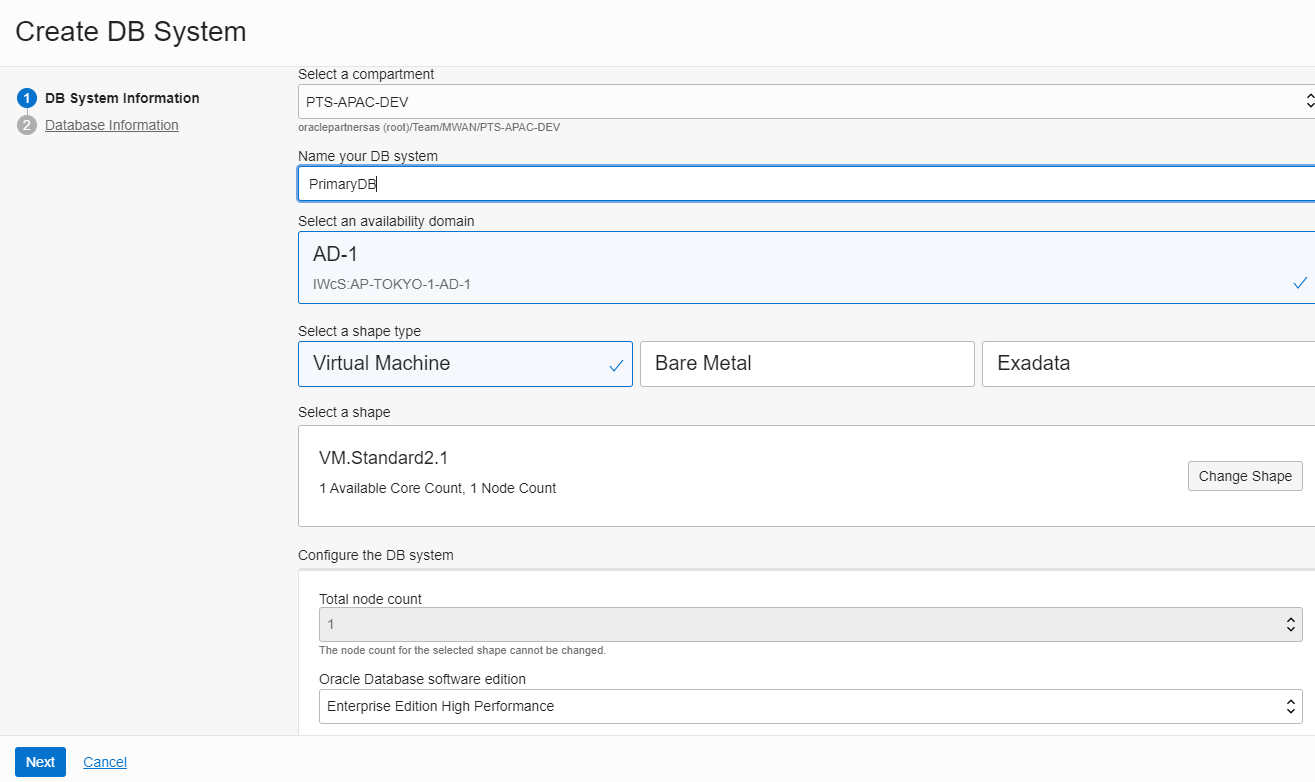 Create DB System
1 DB System Information
2 Database Information
Select a compartment
PTS-APAC-DEV
oraclepartnersas (root)/Team/MWAN/PTS-APAC-DEV
Name your DB system
PrimaryDB
Select an availability domain
AD-1
IWcS:AP-TOKYO-1-AD-1
Select a shape type
Virtual Machine
Bare Metal
Exadata
Select a shape
VM.Standard2.1
1 Available Core Count, 1 Node Count
Change Shape
Configure the DB system
Total node count
1
The node count for the selected shape cannot be changed.
Oracle Database software edition
Enterprise Edition High Performance
Next
Cancel